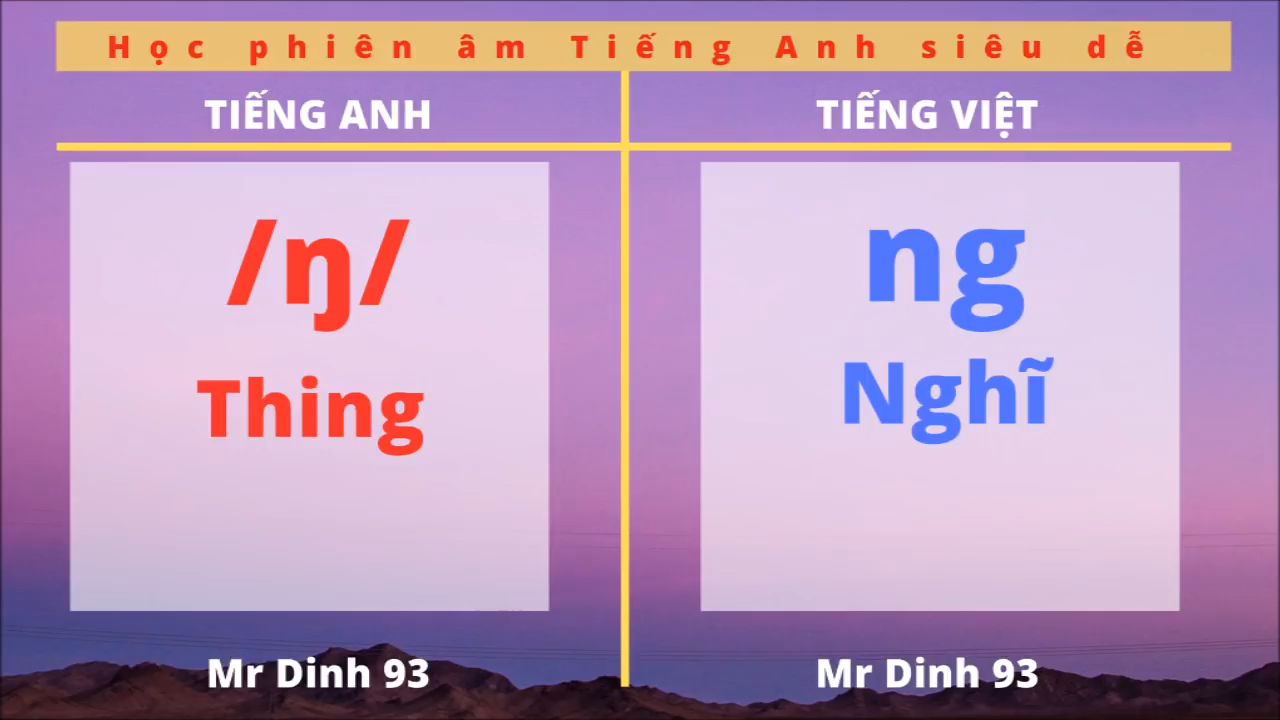 Học phiên âm Tiếng Anh siêu dễ
TIẾNG ANH
TIẾNG VIỆT
/ŋ/
Thing
ng
Nghĩ
Mr Dinh 93
Mr Dinh 93